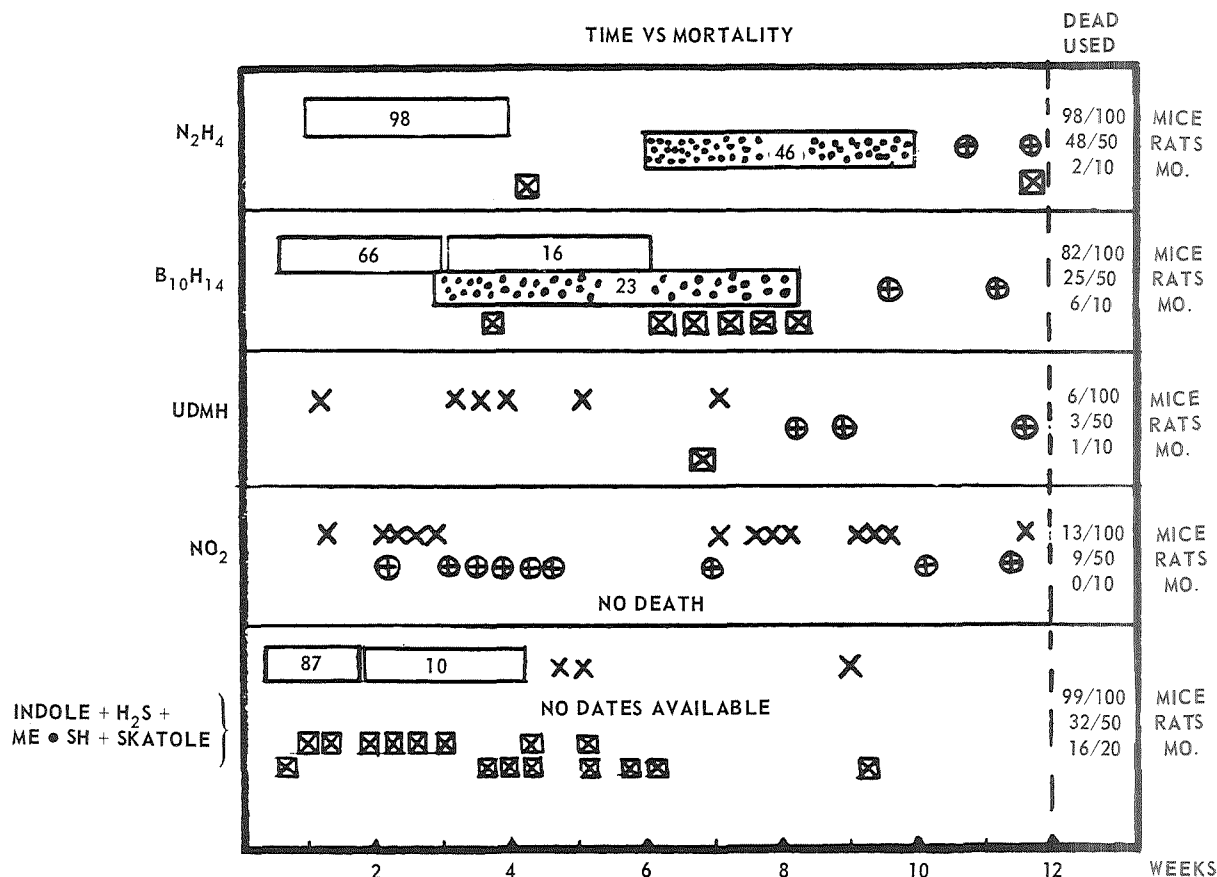 TIME VS MORTALITY
DEAD
USED
N2H4
98
46
98/100 MICE
48/50 RATS
2/10 MO.
B10H14
66
16
23
82/100 MICE
25/50 RATS
6/10 MO.
UDMH
6/100 MICE
3/50 RATS
1/10 MO.
NO2
NO DEATH
13/100 MICE
9/50 RATS
0/10 MO.
INDOLE + H2S +
ME • SH + SKATOLE
87
10
NO DATES AVAILABLE
99/100 MICE
32/50 RATS
16/20 MO.
2 4 6 8 10 12 WEEKS